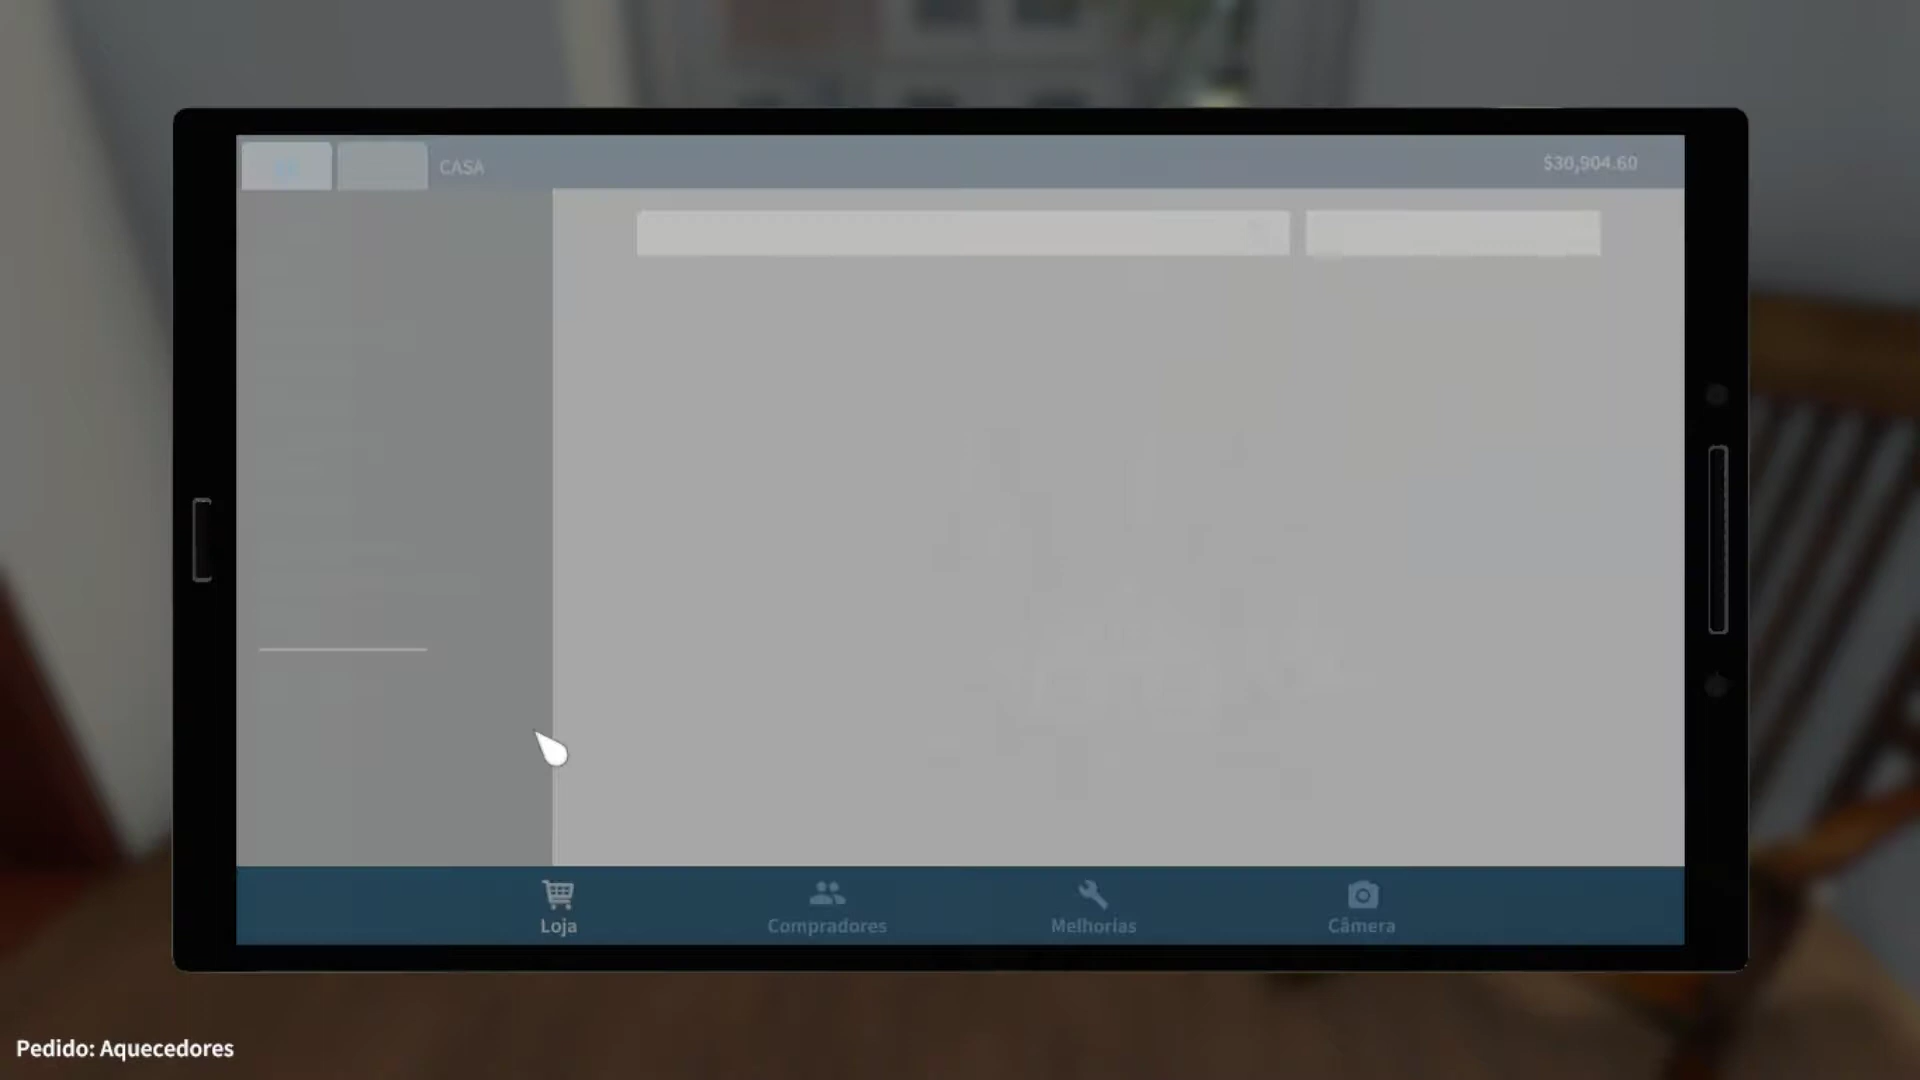 CASA
$30,904.60
Loja
Compradores
Melhorias
Câmera
Pedido: Aquecedores